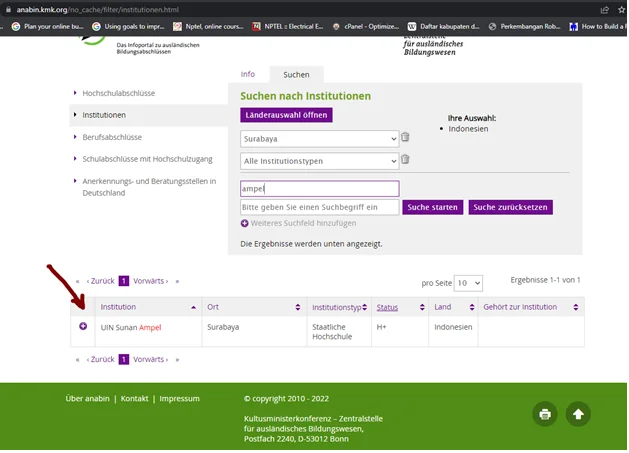 anabin.kmk.org/no_cache/filter/institutionen.html
Plan your online bu... Using goals to impr... Nptel, online cours... NPTEL :: Electrical E... cPanel - Optimize... Daftar kabupaten d... Perkembangan Rob... How to Build a
Das Infoportal zu ausländischen
Bildungsabschlüssen
Zentralstelle
für ausländisches
Bildungswesen
Info Suchen
Hochschulabschlüsse
Institutionen
Berufsabschlüsse
Schulabschlüsse mit Hochschulzugang
Anerkennungs- und Beratungsstellen in
Deutschland
Suchen nach Institutionen
Länderauswahl öffnen
Ihre Auswahl:
Indonesien
Surabaya
Alle Institutionstypen
ampel
Bitte geben Sie einen Suchbegriff ein Suche starten Suche zurücksetzen
Weiteres Suchfeld hinzufügen
Die Ergebnisse werden unten angezeigt.
« ‹ Zurück 1 Vorwärts › » pro Seite 10 Ergebnisse 1-1 von 1
Institution Ort Institutionstyp Status Land Gehört zur Institution
UIN Sunan Ampel Surabaya Staatliche H+ Indonesien
Hochschule
« ‹ Zurück 1 Vorwärts › »
Über anabin | Kontakt | Impressum
© copyright 2010 - 2022
Kultusministerkonferenz – Zentralstelle
für ausländisches Bildungswesen,
Postfach 2240, D-53012 Bonn